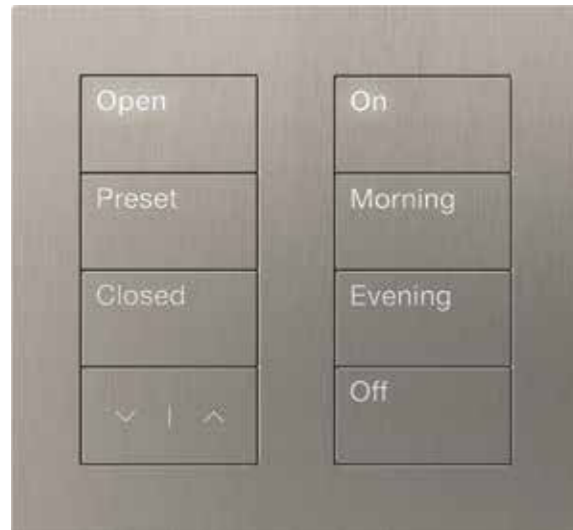 Open
Preset
Closed
On
Morning
Evening
Off